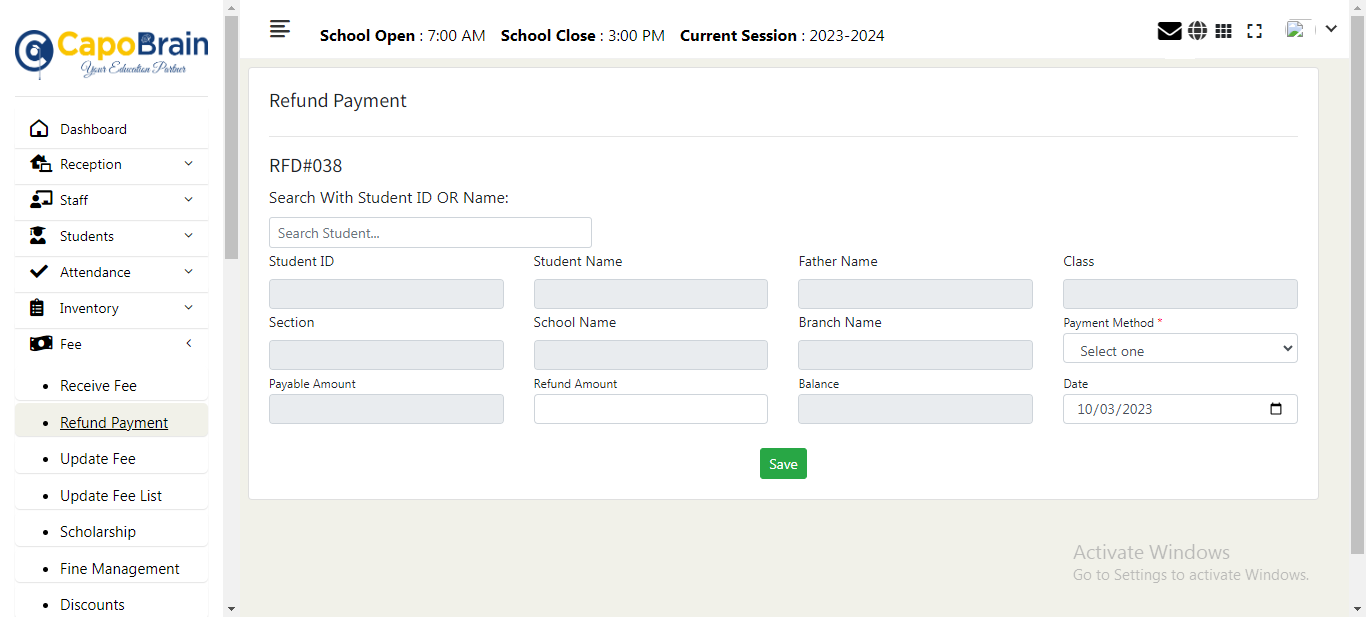 CapoBrain
Your Education Partner
School Open : 7:00 AM School Close : 3:00 PM Current Session : 2023-2024
Dashboard
Reception
Staff
Students
Attendance
Inventory
Fee
Receive Fee
Refund Payment
Update Fee
Update Fee List
Scholarship
Fine Management
Discounts
Refund Payment
RFD#038
Search With Student ID OR Name:
Search Student...
Student ID Student Name Father Name Class
Section School Name Branch Name Payment Method *
Select one
Payable Amount Refund Amount Balance Date
10/03/2023
Save
Activate Windows
Go to Settings to activate Windows.